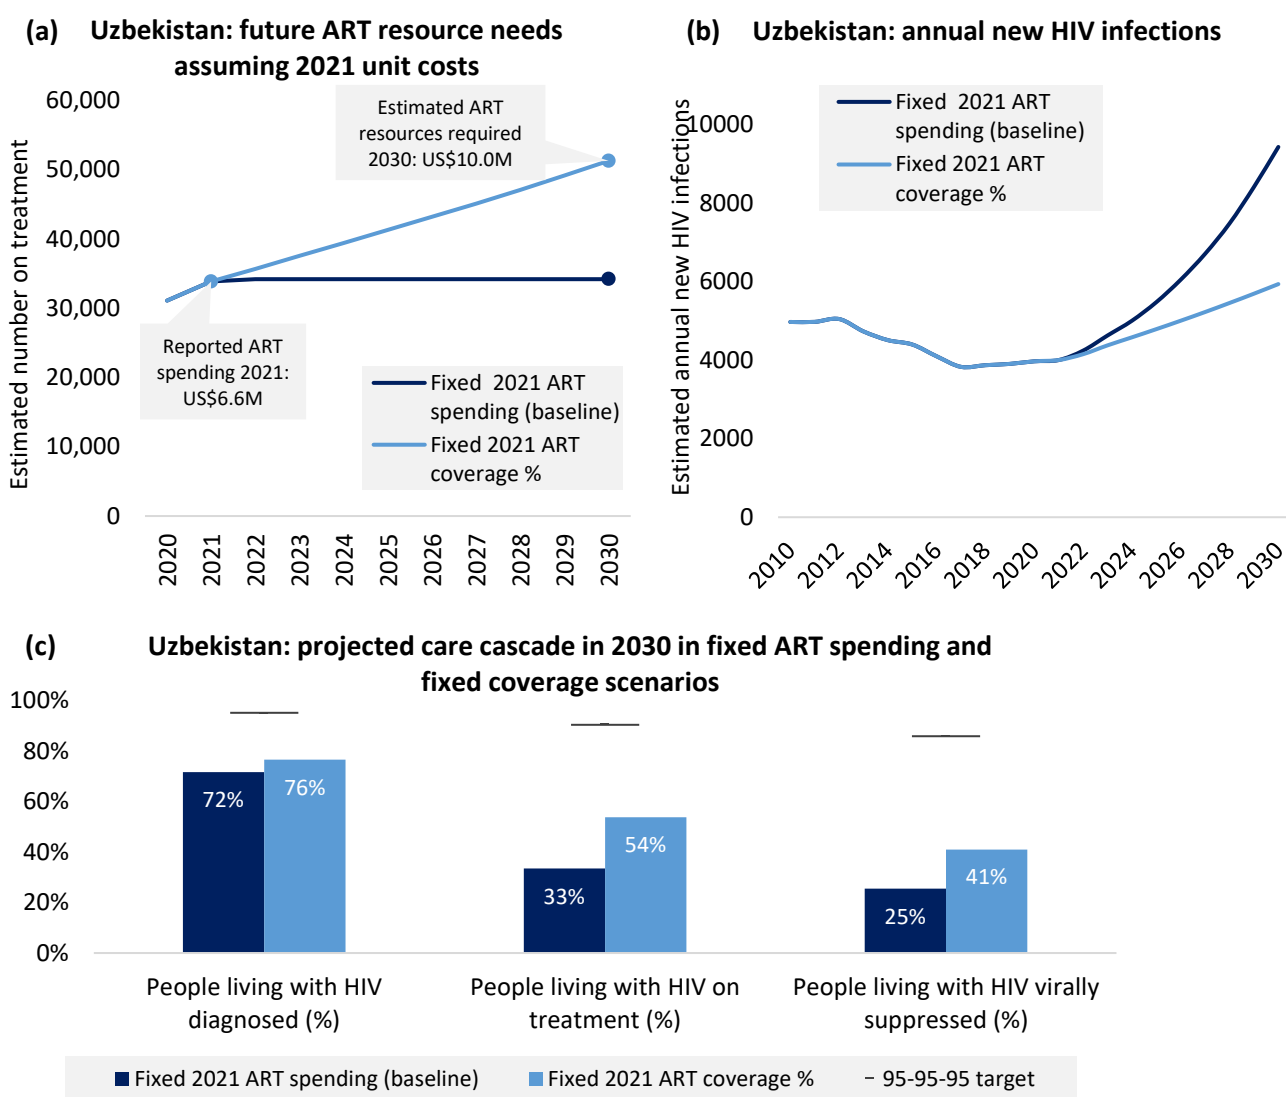 (a) Uzbekistan: future ART resource needs
assuming 2021 unit costs
Estimated number on treatment
60,000
50,000
40,000
30,000
20,000
10,000
0
Estimated ART
resources required
2030: US$10.0M
Reported ART
spending 2021:
US$6.6M
Fixed 2021 ART
spending (baseline)
Fixed 2021 ART
coverage %
2020
2021
2022
2023
2024
2025
2026
2027
2028
2029
2030
(b) Uzbekistan: annual new HIV infections
Estimated annual new HIV infections
10000
8000
6000
4000
2000
0
Fixed 2021 ART
spending (baseline)
Fixed 2021 ART
coverage %
2010
2012
2014
2016
2018
2020
2022
2024
2026
2028
2030
(c) Uzbekistan: projected care cascade in 2030 in fixed ART spending and
fixed coverage scenarios
100%
80%
60%
40%
20%
0%
72%
76%
33%
54%
25%
41%
People living with HIV
diagnosed (%)
People living with HIV on
treatment (%)
People living with HIV virally
suppressed (%)
Fixed 2021 ART spending (baseline)
Fixed 2021 ART coverage %
95-95-95 target